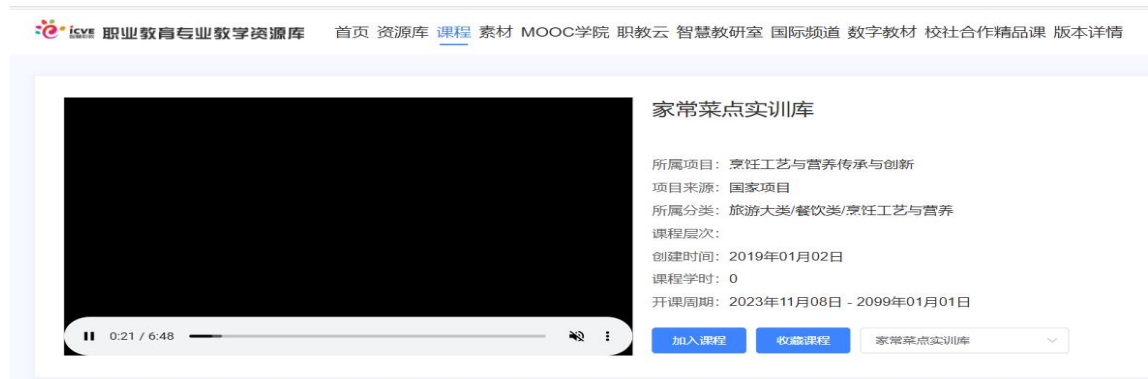 icve 职业教育专业教学资源库 首页 资源库 课程 素材 MOOC学院 职教云 智慧教研室 国际频道 数字教材 校社合作精品课 版本详情
家常菜点实训库
所属项目：烹饪工艺与营养传承与创新
项目来源：国家项目
所属分类：旅游大类/餐饮类/烹饪工艺与营养
课程层次：
创建时间：2019年01月02日
课程学时：0
开课周期：2023年11月08日 - 2099年01月01日
0:21 / 6:48
加入课程 收藏课程 家常菜点实训库